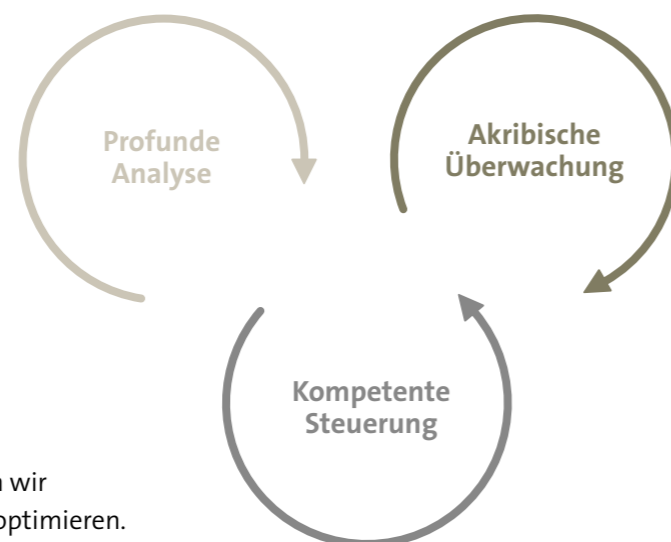 Profunde
Analyse
Akribische
Überwachung
Kompetente
Steuerung
wir
optimieren.